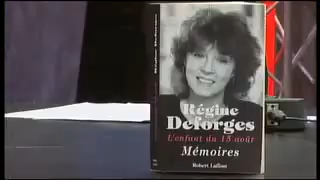 Régine
Deforges
L'enfant du 15 août
Mémoires
Robert Laffont